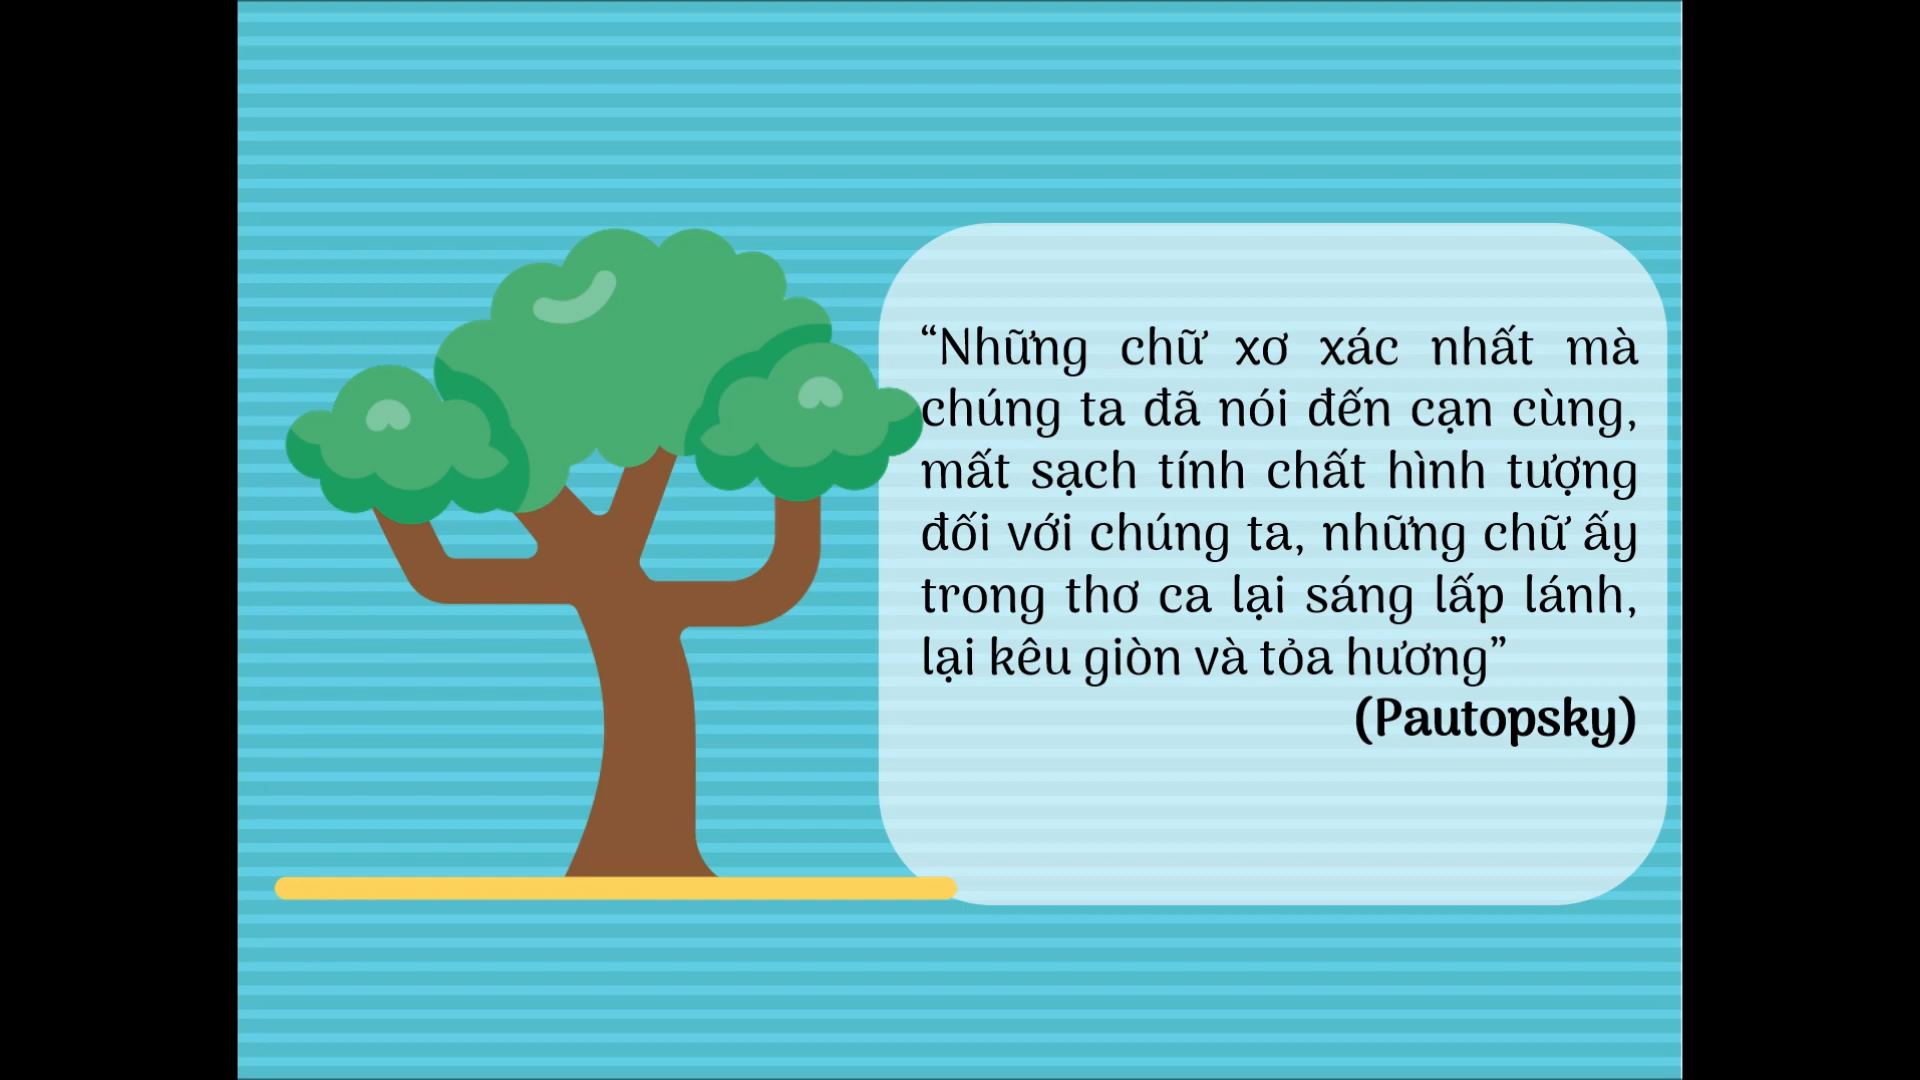 “Những chữ xơ xác nhất mà
chúng ta đã nói đến cạn cùng,
mất sạch tính chất hình tượng
đối với chúng ta, những chữ ấy
trong thơ ca lại sáng lấp lánh,
lại kêu giòn và tỏa hương”
(Pautopsky)